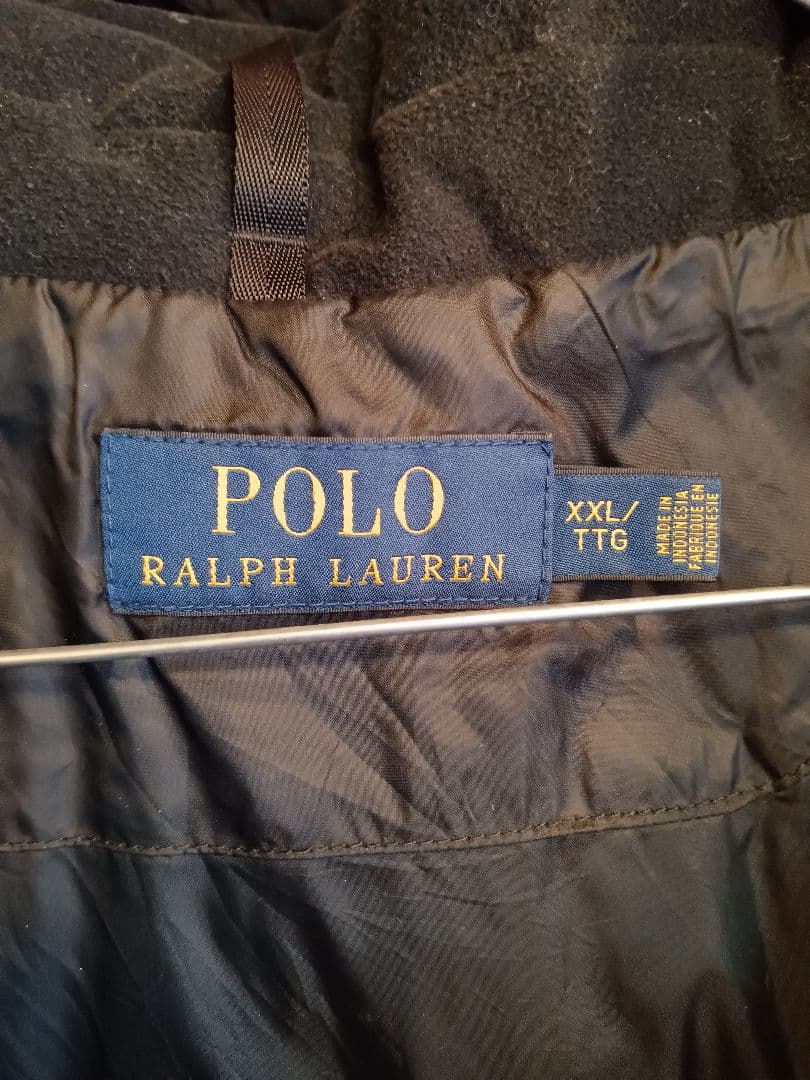 POLO
RALPH LAUREN
XXL/
TTG
MADE IN
INDONESIA
FABRIQUE EN
INDONESIE